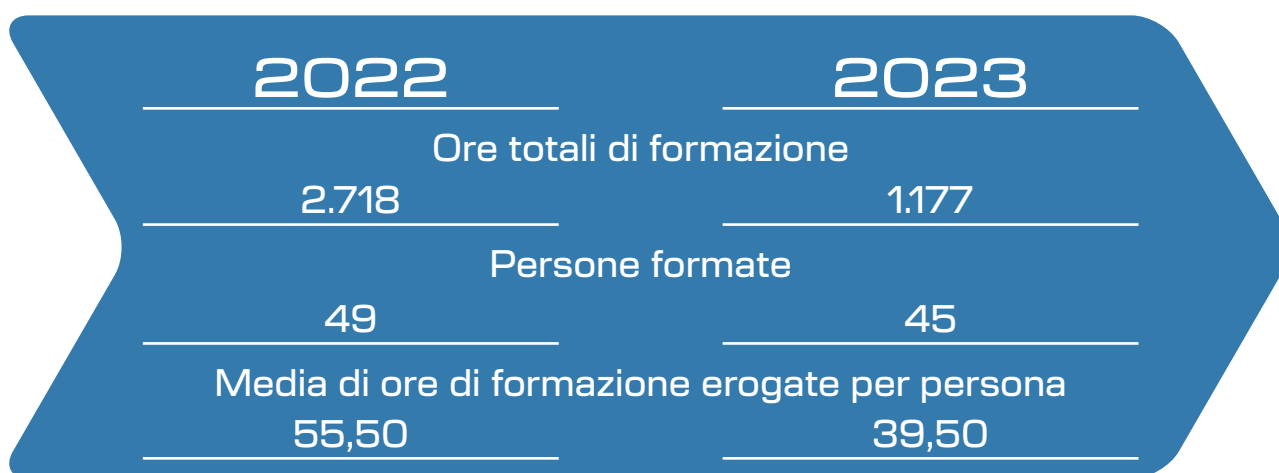 2022 2023
Ore totali di formazione
2.718 1.177
Persone formate
49 45
Media di ore di formazione erogate per persona
55,50 39,50